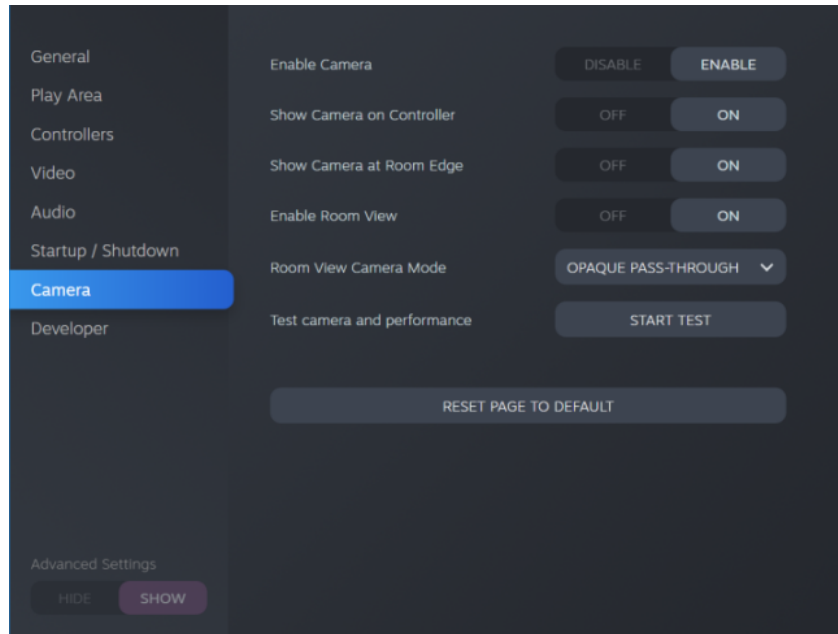 General
Play Area
Controllers
Video
Audio
Startup / Shutdown
Camera
Developer
Advanced Settings
HIDE SHOW
Enable Camera DISABLE ENABLE
Show Camera on Controller OFF ON
Show Camera at Room Edge OFF ON
Enable Room View OFF ON
Room View Camera Mode OPAQUE PASS-THROUGH
Test camera and performance START TEST
RESET PAGE TO DEFAULT